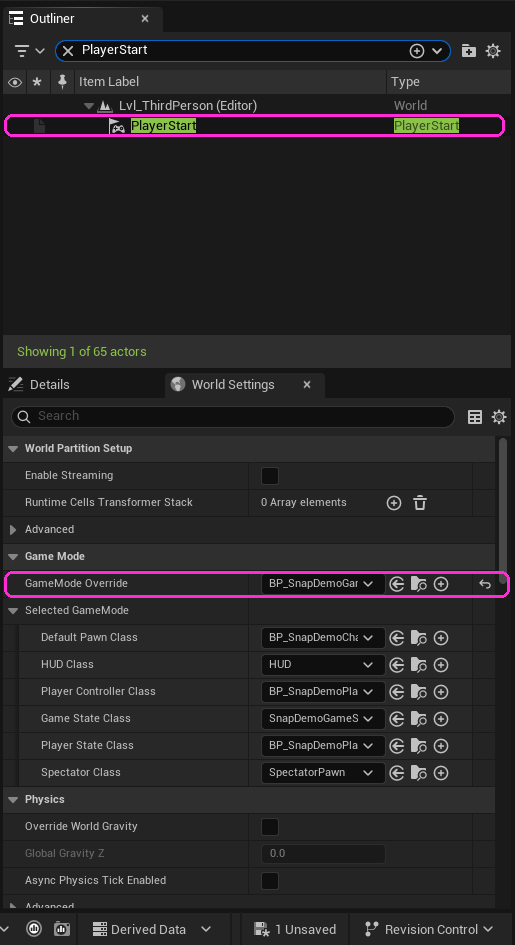 Outliner
PlayerStart
Item Label Type
Lvl_ThirdPerson (Editor) World
PlayerStart PlayerStart
Showing 1 of 65 actors
Details World Settings
Search
World Partition Setup
Enable Streaming
Runtime Cells Transformer Stack 0 Array elements
Advanced
Game Mode
GameMode Override BP_SnapDemoGar
Selected GameMode
Default Pawn Class BP_SnapDemoCha
HUD Class HUD
Player Controller Class BP_SnapDemoPla
Game State Class SnapDemoGameS
Player State Class BP_SnapDemoPla
Spectator Class SpectatorPawn
Physics
Override World Gravity
Global Gravity Z 0.0
Async Physics Tick Enabled
Advanced
Derived Data 1 Unsaved Revision Control